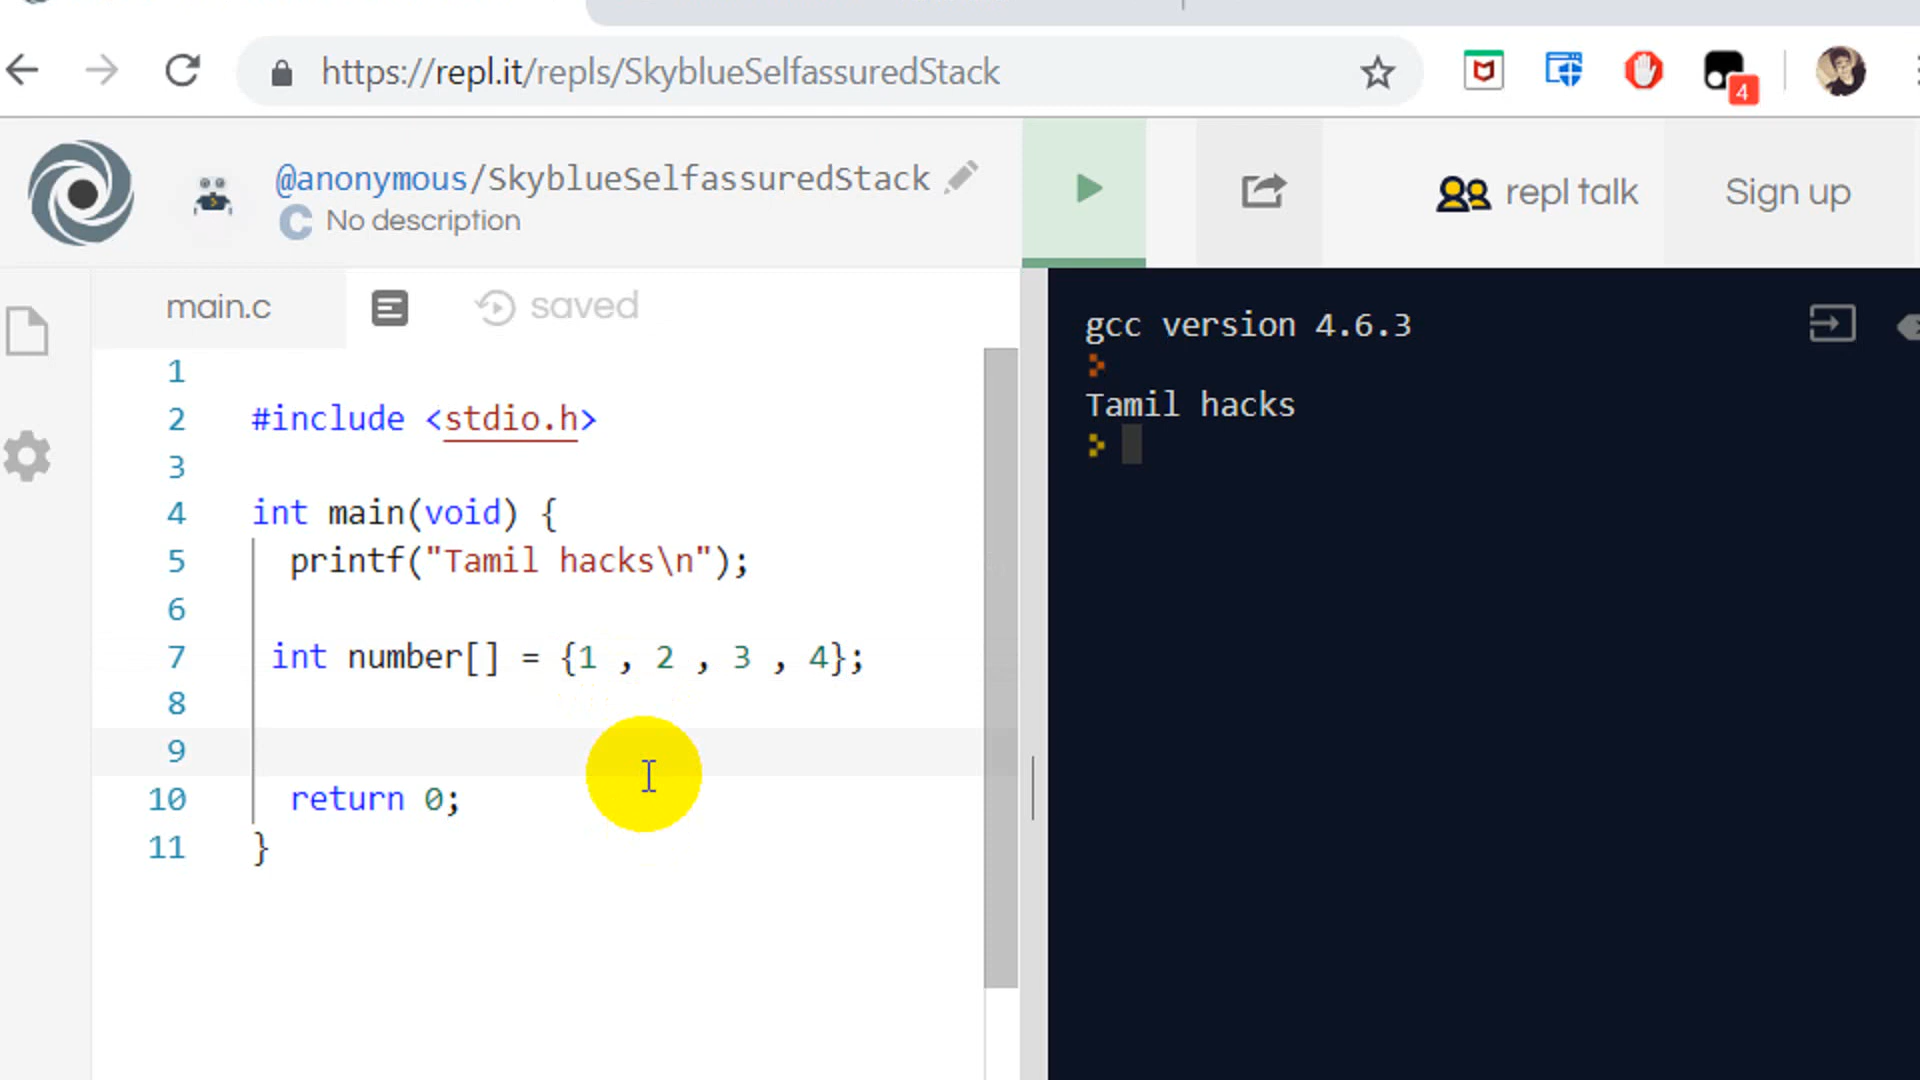 https://repl.it/repls/SkyblueSelfassuredStack
4
@anonymous/SkyblueSelfassuredStack
C No description
repl talk
Sign up
main.c
saved
1
2 #include <stdio.h>
3
4 int main(void) {
5 printf("Tamil hacks\n");
6
7 int number[] = {1 , 2 , 3 , 4};
8
9
10 return 0;
11 }
gcc version 4.6.3
Tamil hacks